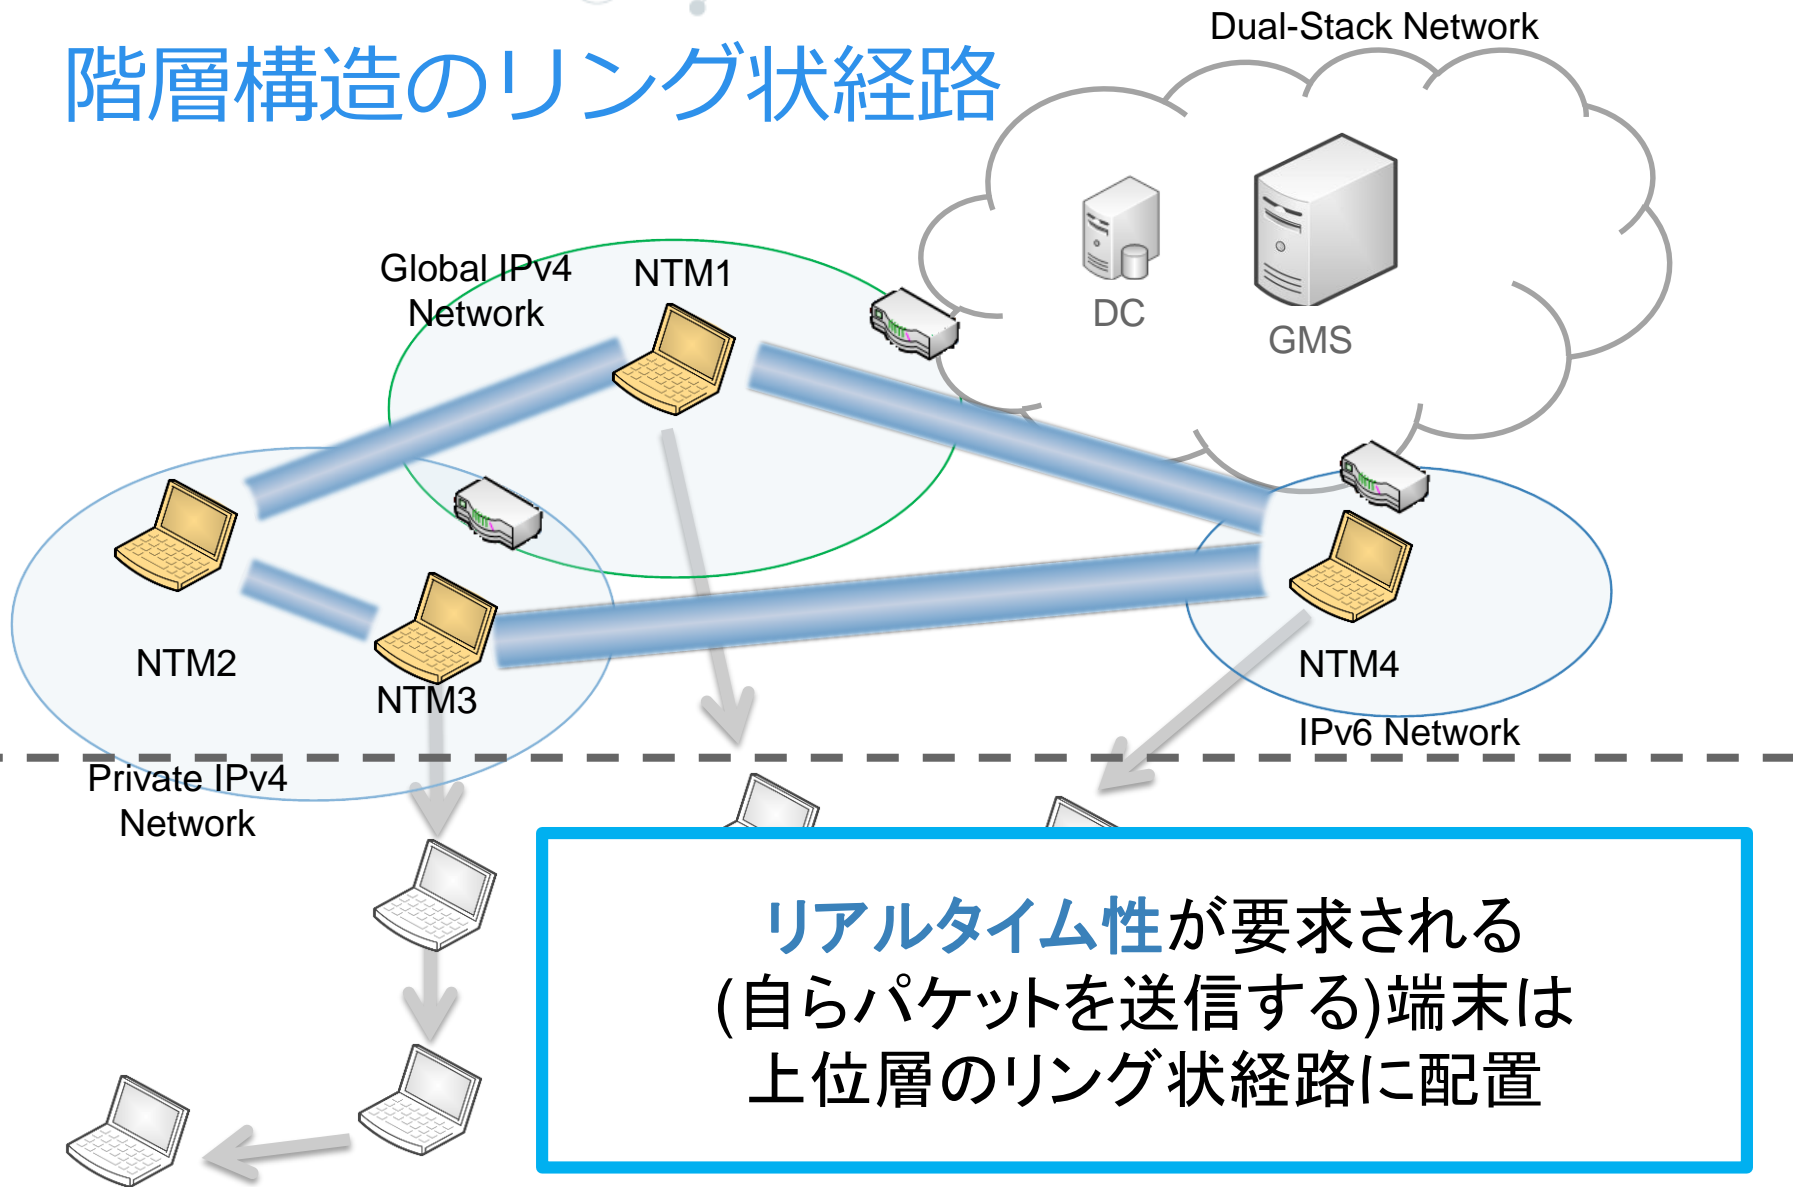 Dual-Stack Network
階層構造のリング状経路
Global IPv4
Network
NTM1
DC
GMS
NTM2
NTM3
NTM4
IPv6 Network
Private IPv4
Network
リアルタイム性が要求される
(自らパケットを送信する)端末は
上位層のリング状経路に配置